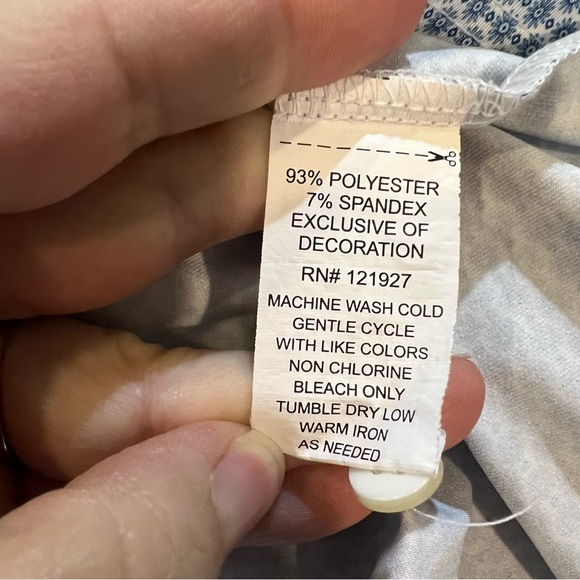 93% POLYESTER
7% SPANDEX
EXCLUSIVE OF
DECORATION
RN# 121927
MACHINE WASH COLD
GENTLE CYCLE
WITH LIKE COLORS
NON CHLORINE
BLEACH ONLY
TUMBLE DRY LOW
WARM IRON
AS NEEDED